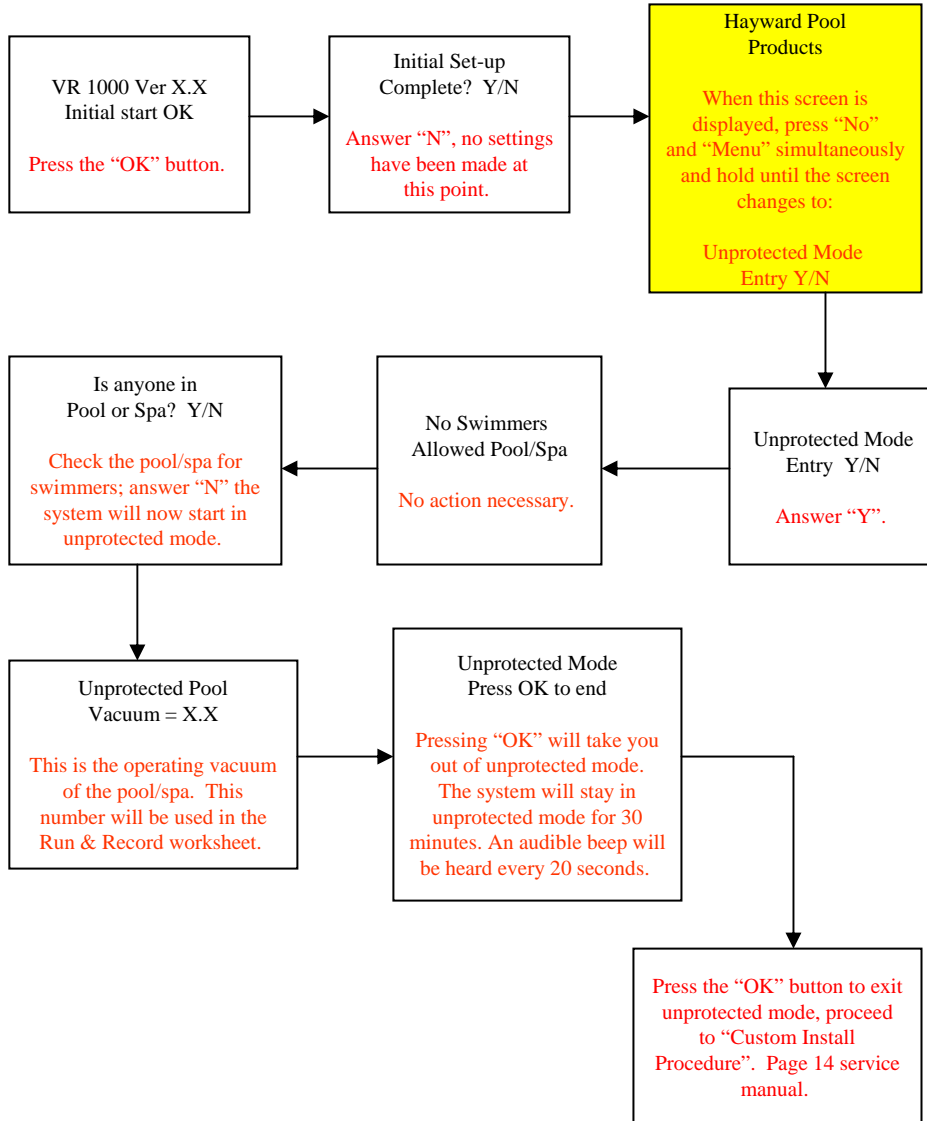 VR 1000 Ver X.X
Initial start OK
Press the “OK” button.
Initial Set-up
Complete? Y/N
Answer “N”, no settings
have been made at
this point.
Hayward Pool
Products
When this screen is
displayed, press “No”
and “Menu” simultaneously
and hold until the screen
changes to:
Unprotected Mode
Entry Y/N
Unprotected Mode
Entry Y/N
Answer “Y”.
No Swimmers
Allowed Pool/Spa
No action necessary.
Is anyone in
Pool or Spa? Y/N
Check the pool/spa for
swimmers; answer “N” the
system will now start in
unprotected mode.
Unprotected Pool
Vacuum = X.X
This is the operating vacuum
of the pool/spa. This
number will be used in the
Run & Record worksheet.
Unprotected Mode
Press OK to end
Pressing “OK” will take you
out of unprotected mode.
The system will stay in
unprotected mode for 30
minutes. An audible beep will
be heard every 20 seconds.
Press the “OK” button to exit
unprotected mode, proceed
to “Custom Install
Procedure”. Page 14 service
manual.